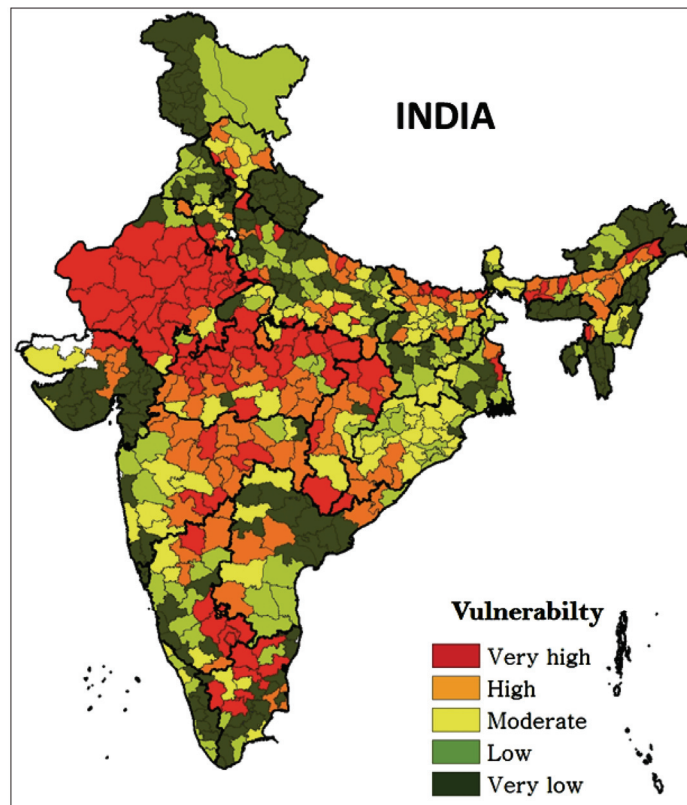 INDIA
Vulnerabilty
Very high
High
Moderate
Low
Very low